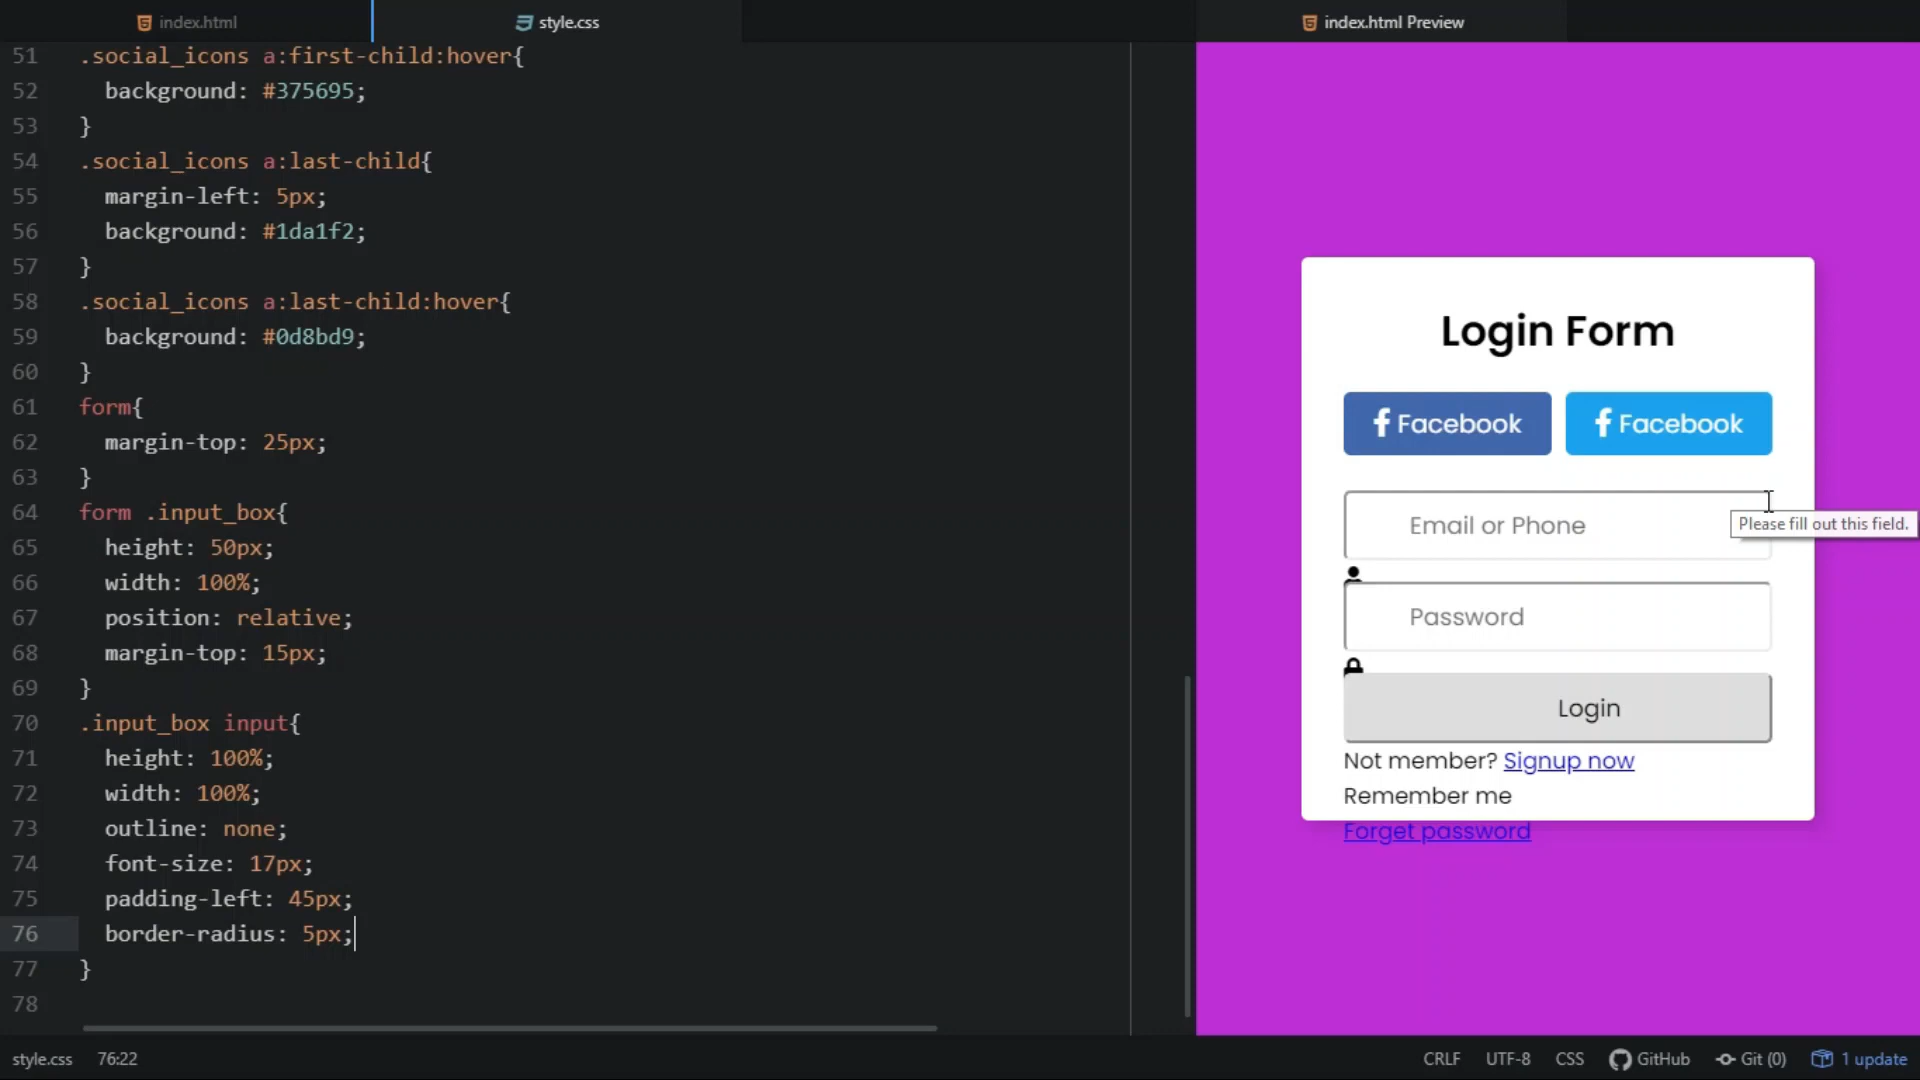 index.html
style.css
index.html Preview
51 .social_icons a:first-child:hover{
52 background: #375695;
53 }
54 .social_icons a:last-child{
55 margin-left: 5px;
56 background: #1da1f2;
57 }
58 .social_icons a:last-child:hover{
59 background: #0d8bd9;
60 }
61 form{
62 margin-top: 25px;
63 }
64 form .input_box{
65 height: 50px;
66 width: 100%;
67 position: relative;
68 margin-top: 15px;
69 }
70 .input_box input{
71 height: 100%;
72 width: 100%;
73 outline: none;
74 font-size: 17px;
75 padding-left: 45px;
76 border-radius: 5px;
77 }
78
Login Form
Facebook
Facebook
Email or Phone
Please fill out this field.
Password
Login
Not member? Signup now
Remember me
Forget password
style.css 76:22
CRLF UTF-8 CSS GitHub Git (0) 1 update